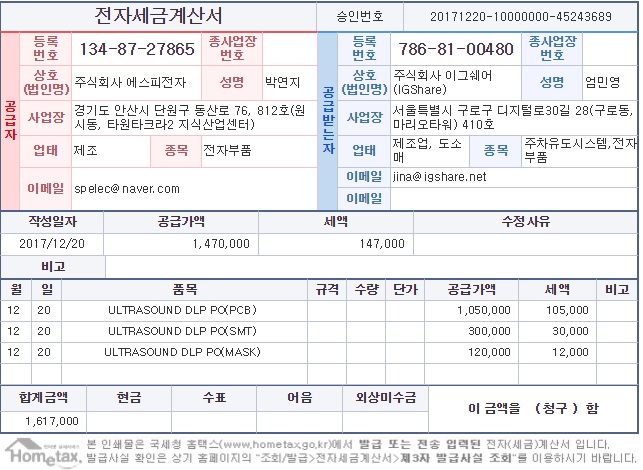 전자세금계산서 승인번호 20171220-10000000-45243689
공급자
등록번호 134-87-27865 종사업장번호
상호(법인명) 주식회사 에스피전자 성명 박연지
사업장 경기도 안산시 단원구 동산로 76, 812호(원시동, 타원타크라2 지식산업센터)
업태 제조 종목 전자부품
이메일 spelec@naver.com
공급받는자
등록번호 786-81-00480 종사업장번호
상호(법인명) 주식회사 이그쉐어(IGShare) 성명 엄민영
사업장 서울특별시 구로구 디지털로30길 28(구로동, 마리오타워) 410호
업태 제조업, 도소매 종목 주차유도시스템,전자부품
이메일 jina@igshare.net
이메일
작성일자 공급가액 세액 수정사유
2017/12/20 1,470,000 147,000
비고
월 일 품목 규격 수량 단가 공급가액 세액 비고
12 20 ULTRASOUND DLP PO(PCB) 1,050,000 105,000
12 20 ULTRASOUND DLP PO(SMT) 300,000 30,000
12 20 ULTRASOUND DLP PO(MASK) 120,000 12,000
합계금액 현금 수표 어음 외상미수금 이 금액을 (청구) 함
1,617,000
Hometax. 본 인쇄물은 국세청 홈택스(www.hometax.go.kr)에서 발급 또는 전송 입력된 전자(세금)계산서 입니다.
발급사실 확인은 상기 홈페이지의 "조회/발급>전자세금계산서>제3자 발급사실 조회"를 이용하시기 바랍니다.